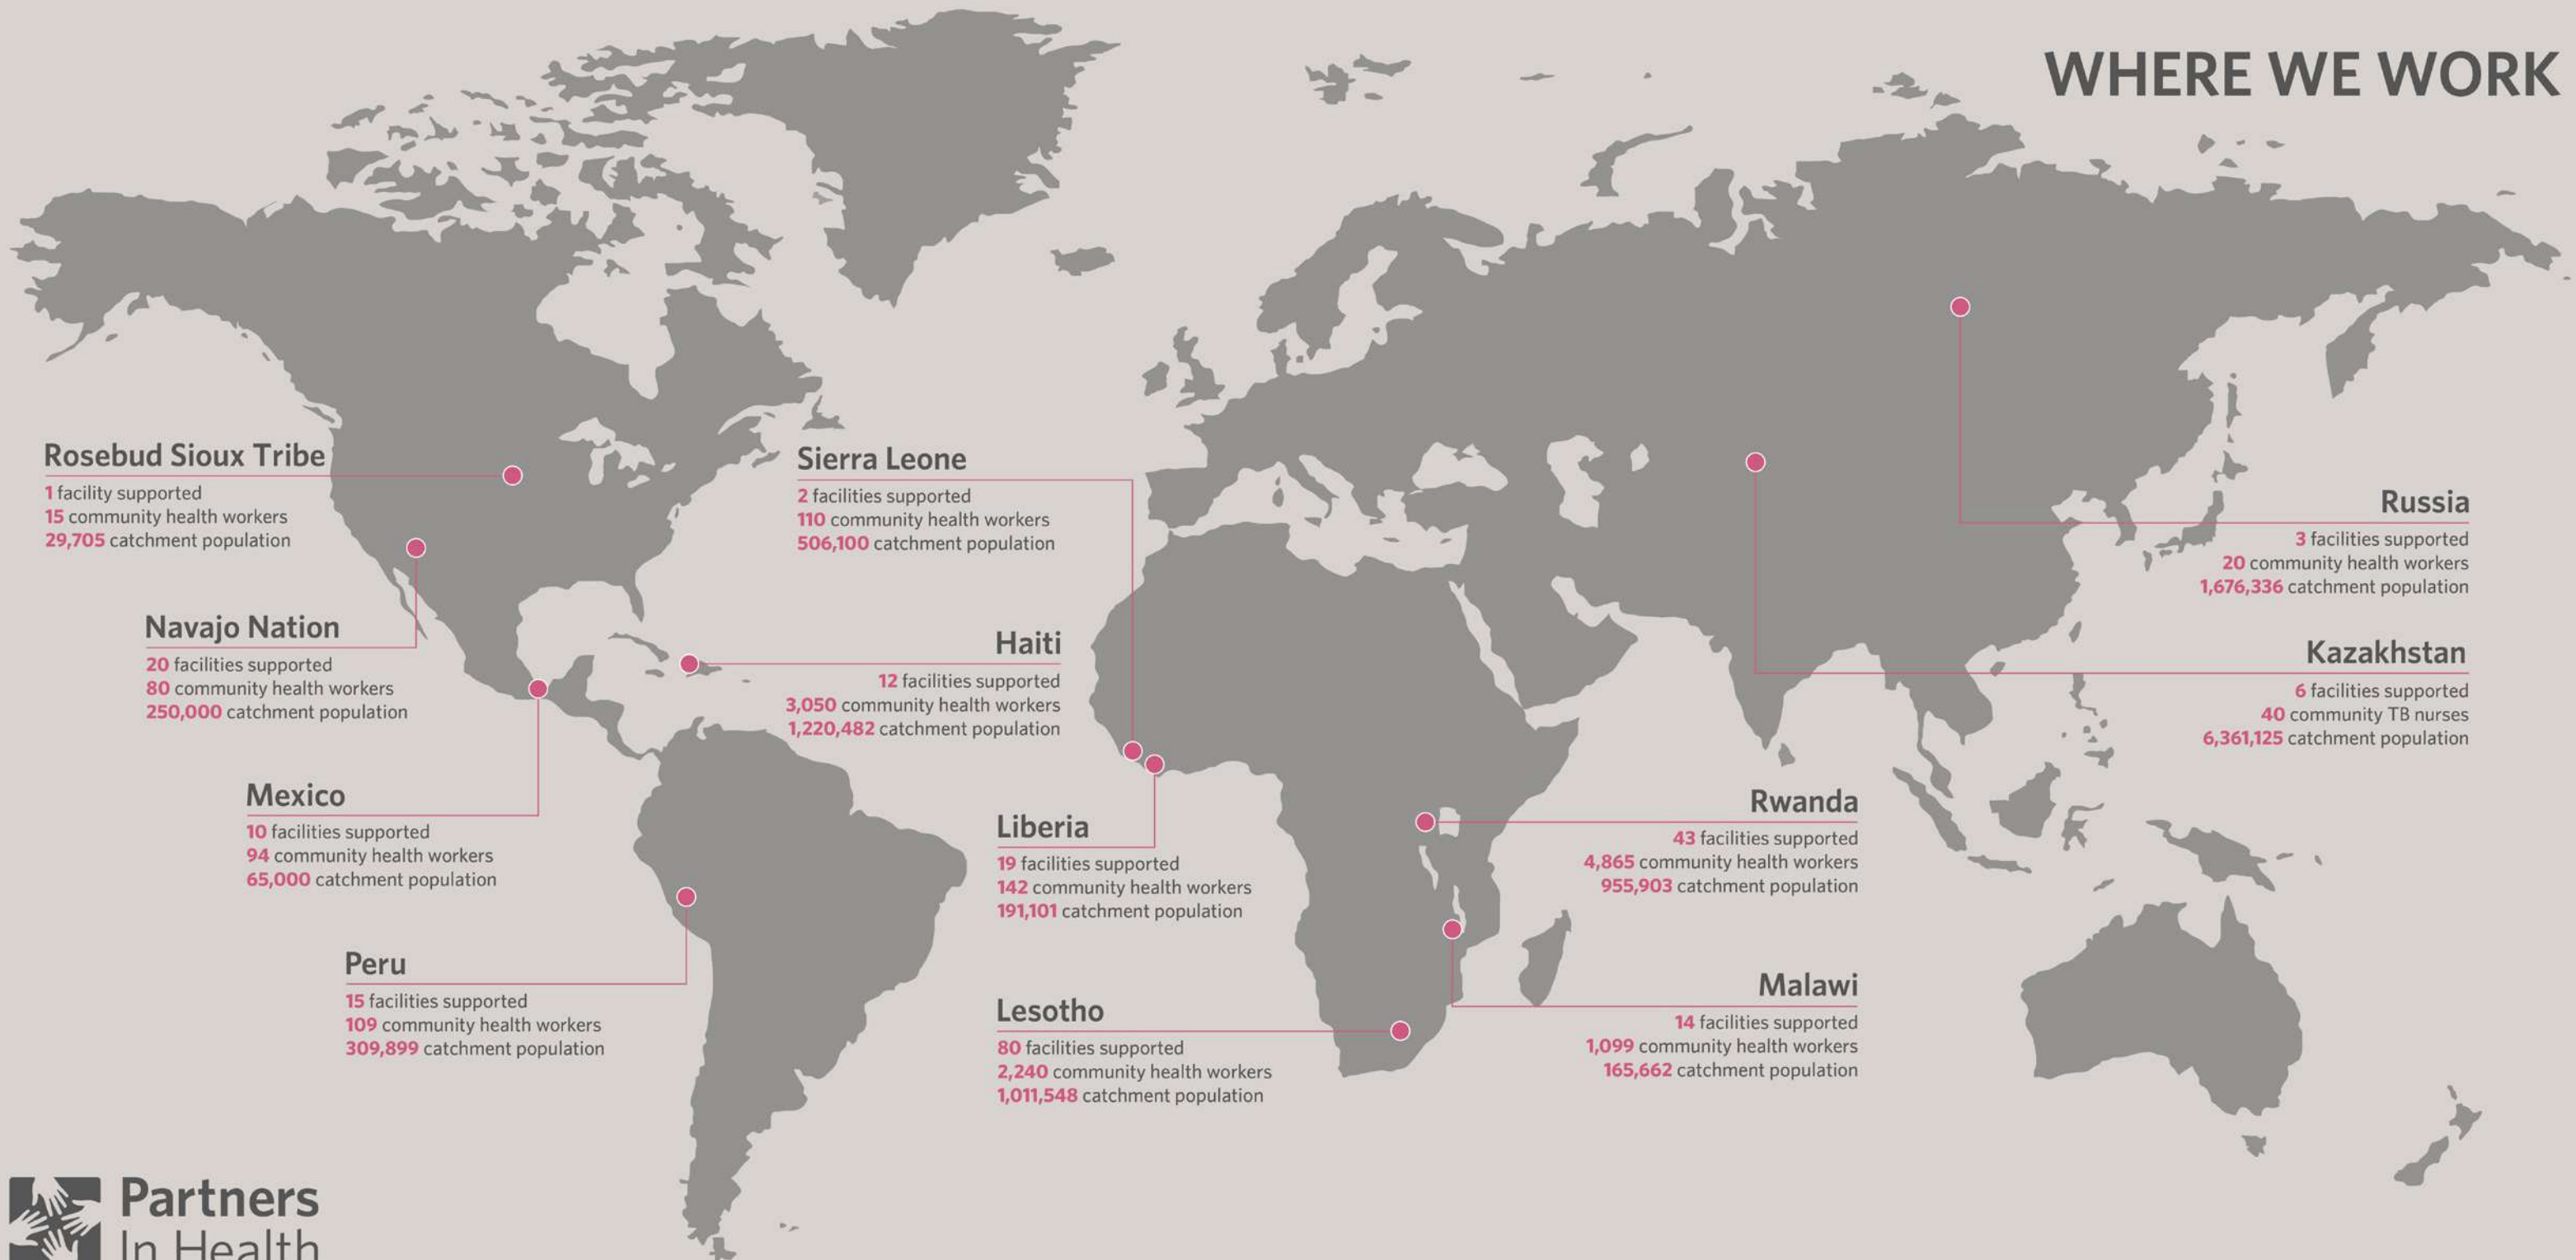 WHERE WE WORK
Rosebud Sioux Tribe
1 facility supported
15 community health workers
29,705 catchment population
Navajo Nation
20 facilities supported
80 community health workers
250,000 catchment population
Mexico
10 facilities supported
94 community health workers
65,000 catchment population
Peru
15 facilities supported
109 community health workers
309,899 catchment population
Sierra Leone
2 facilities supported
110 community health workers
506,100 catchment population
Haiti
12 facilities supported
3,050 community health workers
1,220,482 catchment population
Liberia
19 facilities supported
142 community health workers
191,101 catchment population
Lesotho
80 facilities supported
2,240 community health workers
1,011,548 catchment population
Rwanda
43 facilities supported
4,865 community health workers
955,903 catchment population
Malawi
14 facilities supported
1,099 community health workers
165,662 catchment population
Russia
3 facilities supported
20 community health workers
1,676,336 catchment population
Kazakhstan
6 facilities supported
40 community TB nurses
6,361,125 catchment population
Partners
In Health